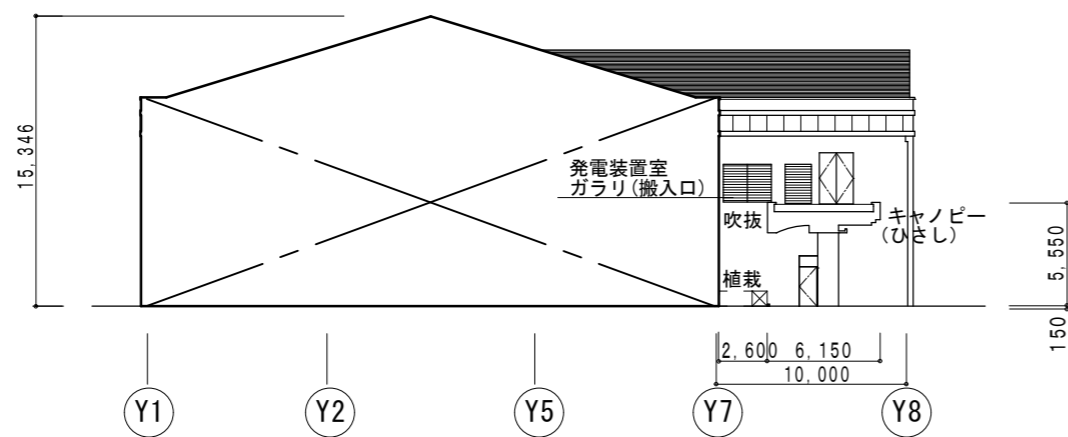 15,346
発電装置室
ガラリ(搬入口)
吹抜
キャノピー
(ひさし)
5,550
植栽
150
2,600 6,150
10,000
Y1 Y2 Y5 Y7 Y8